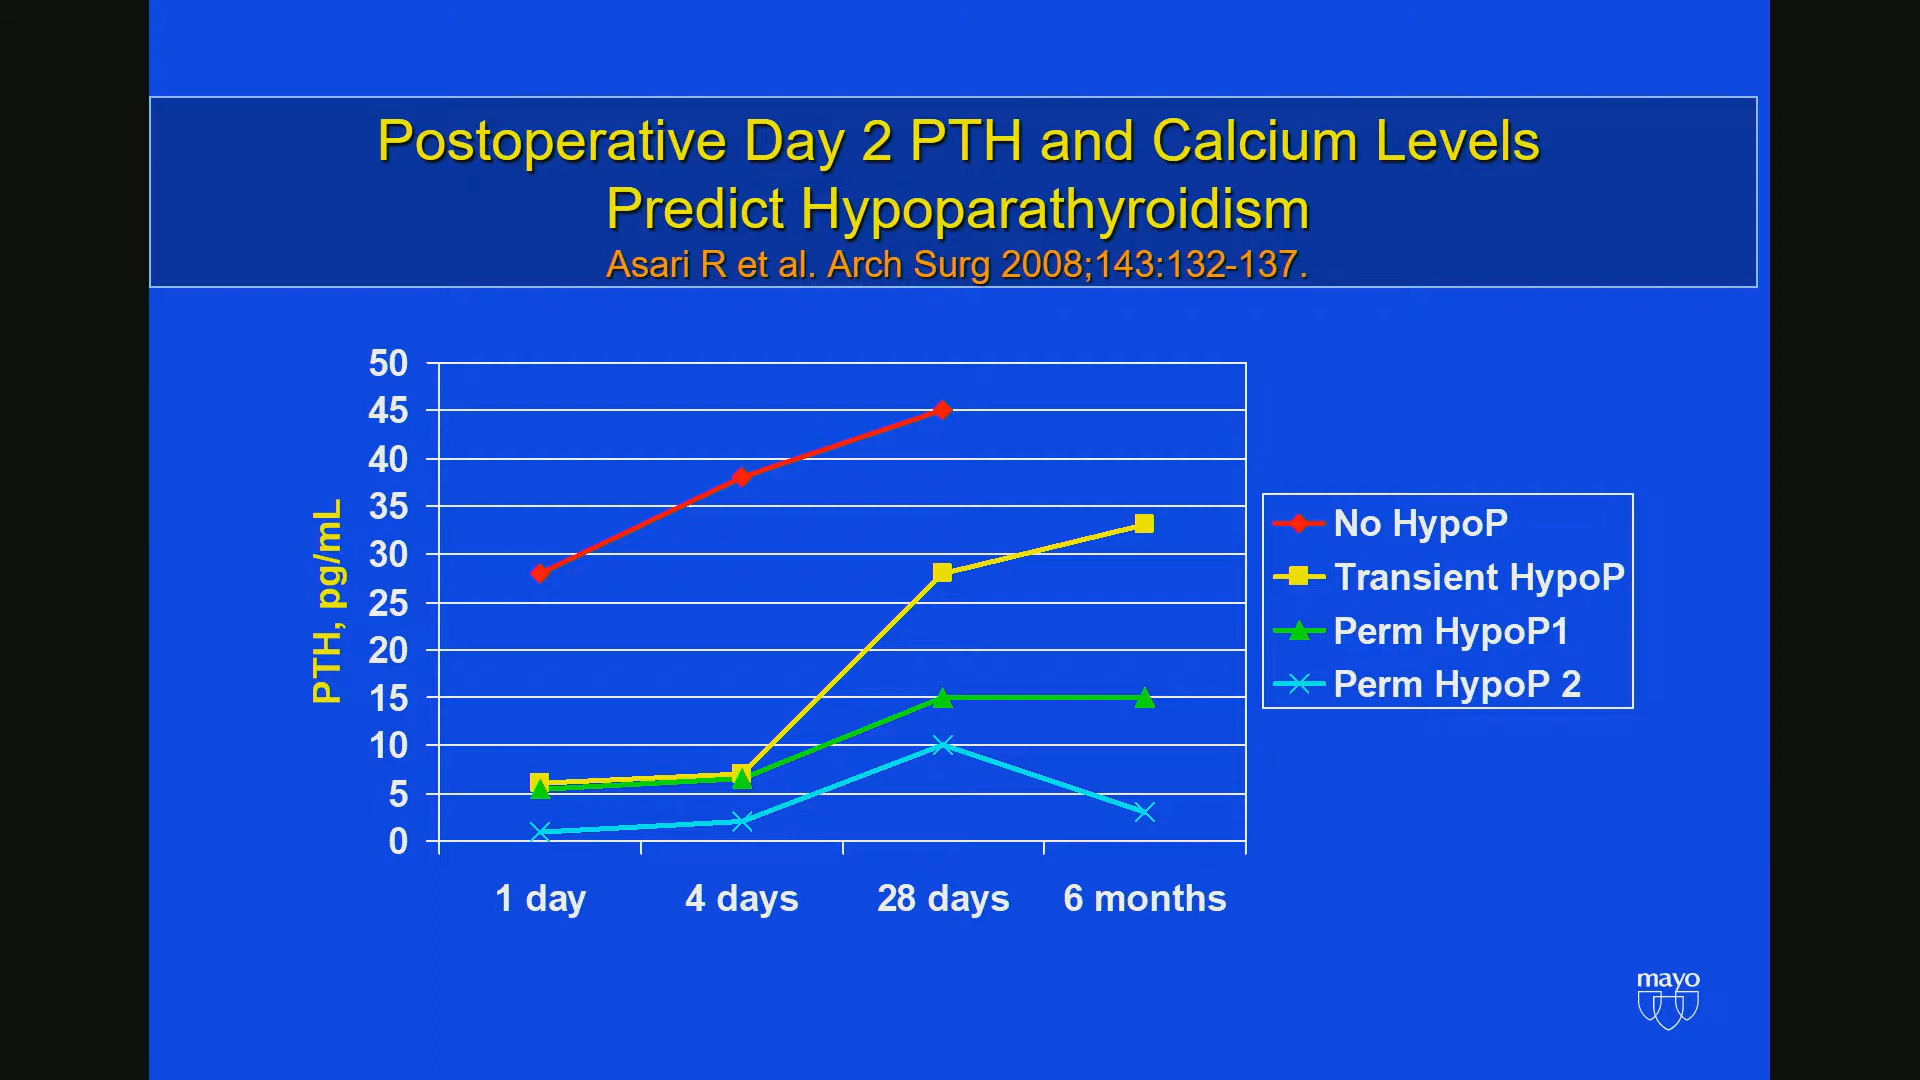 Postoperative Day 2 PTH and Calcium Levels
Predict Hypoparathyroidism
Asari R et al. Arch Surg 2008;143:132-137.
PTH, pg/mL
50
45
40
35
30
25
20
15
10
5
0
1 day 4 days 28 days 6 months
No HypoP
Transient HypoP
Perm HypoP1
Perm HypoP 2
mayo